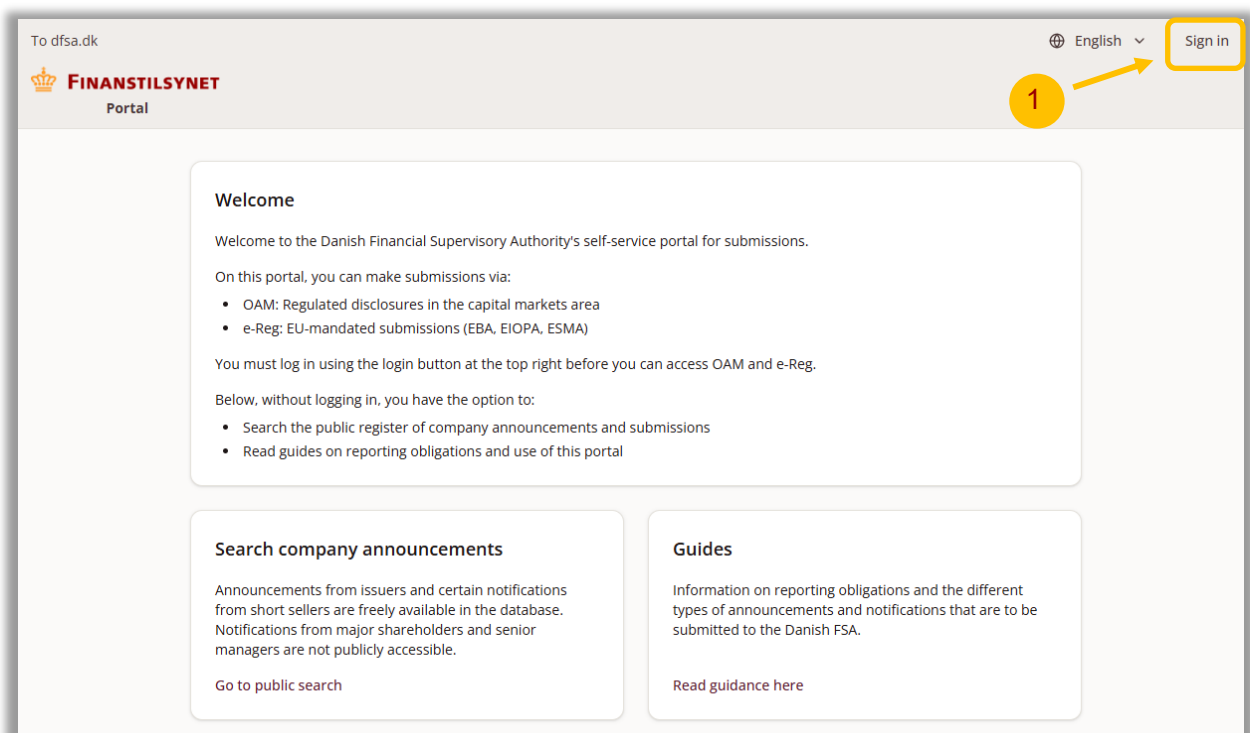 To dfsa.dk
English
Sign in
FINANSTILSYNET
Portal
1
Welcome
Welcome to the Danish Financial Supervisory Authority's self-service portal for submissions.
On this portal, you can make submissions via:
• OAM: Regulated disclosures in the capital markets area
• e-Reg: EU-mandated submissions (EBA, EIOPA, ESMA)
You must log in using the login button at the top right before you can access OAM and e-Reg.
Below, without logging in, you have the option to:
• Search the public register of company announcements and submissions
• Read guides on reporting obligations and use of this portal
Search company announcements
Announcements from issuers and certain notifications
from short sellers are freely available in the database.
Notifications from major shareholders and senior
managers are not publicly accessible.
Go to public search
Guides
Information on reporting obligations and the different
types of announcements and notifications that are to be
submitted to the Danish FSA.
Read guidance here